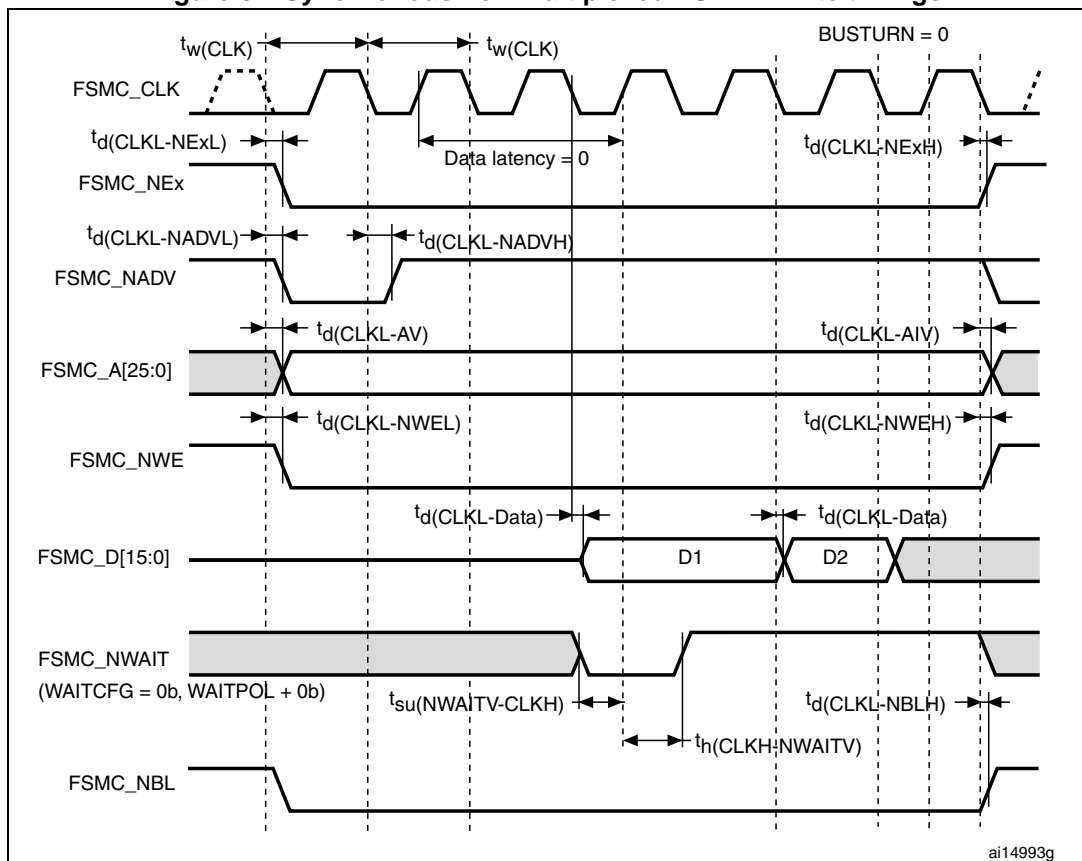 BUSTURN = 0
tw(CLK)
tw(CLK)
FSMC_CLK
td(CLKL-NExL)
Data latency = 0
td(CLKL-NExH)
FSMC_NEx
td(CLKL-NADVL)
td(CLKL-NADVH)
FSMC_NADV
td(CLKL-AV)
td(CLKL-AIV)
FSMC_A[25:0]
td(CLKL-NWEL)
td(CLKL-NWEH)
FSMC_NWE
td(CLKL-Data)
td(CLKL-Data)
FSMC_D[15:0]
D1
D2
FSMC_NWAIT
(WAITCFG = 0b, WAITPOL + 0b)
tsu(NWAITV-CLKH)
td(CLKL-NBLH)
th(CLKH-NWAITV)
FSMC_NBL
ai14993g